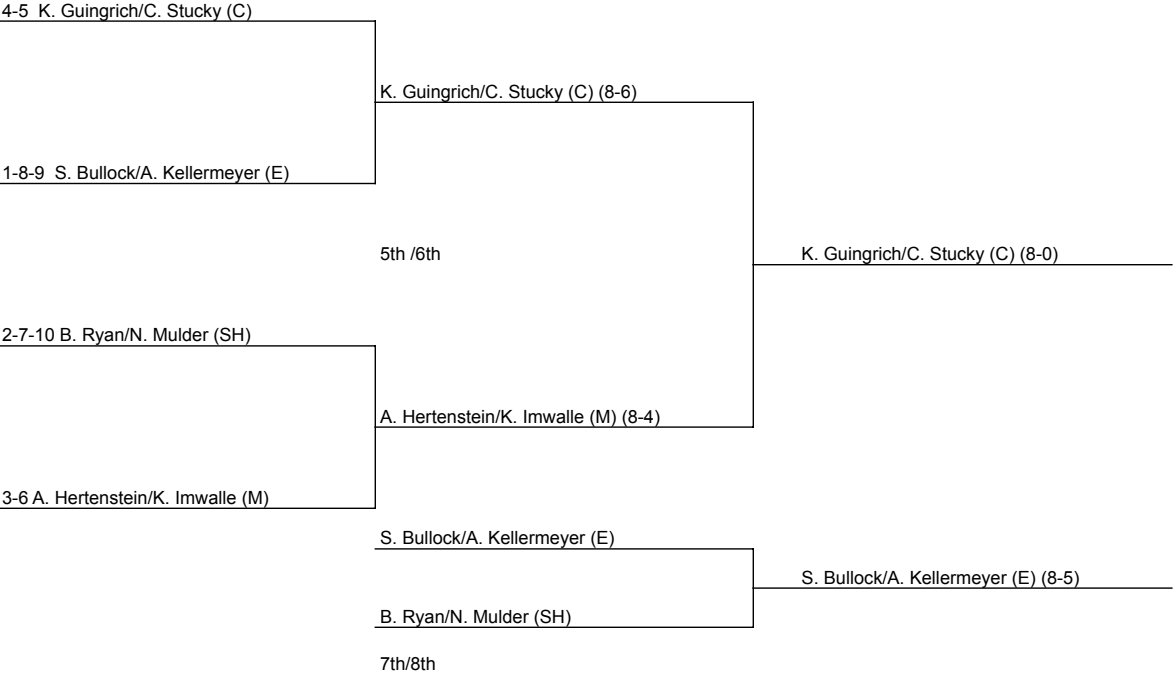 4-5 K. Guingrich/C. Stucky (C)
K. Guingrich/C. Stucky (C) (8-6)
1-8-9 S. Bullock/A. Kellermeyer (E)
5th /6th
K. Guingrich/C. Stucky (C) (8-0)
2-7-10 B. Ryan/N. Mulder (SH)
A. Hertenstein/K. Imwalle (M) (8-4)
3-6 A. Hertenstein/K. Imwalle (M)
S. Bullock/A. Kellermeyer (E)
S. Bullock/A. Kellermeyer (E) (8-5)
B. Ryan/N. Mulder (SH)
7th/8th